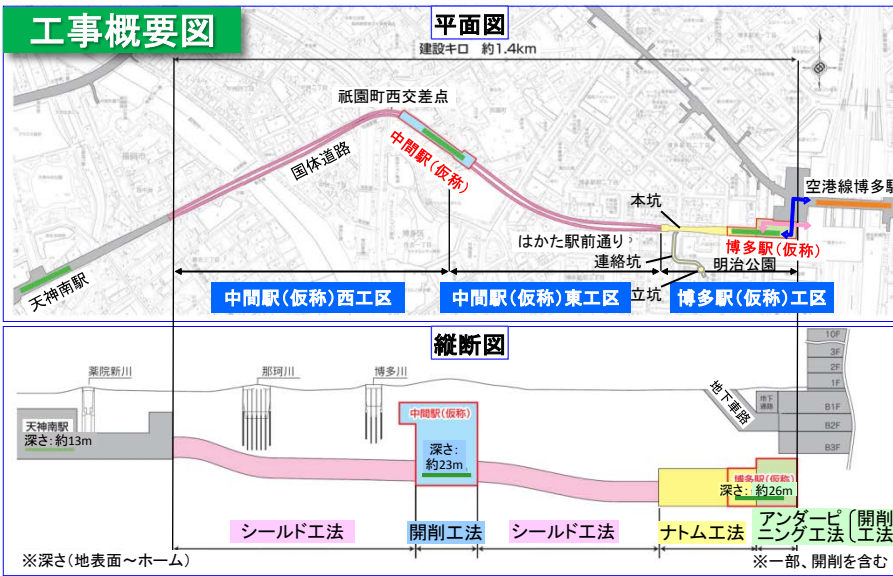 工事概要図
平面図
建設キロ 約1.4km
祇園町西交差点
国体道路
中間駅(仮称)
空港線博多駅
本坑
はかた駅前通り
博多駅(仮称)
連絡坑
明治公園
立坑
天神南駅
中間駅(仮称)西工区
中間駅(仮称)東工区
博多駅(仮称)工区
縦断図
薬院新川
那珂川
博多川
10F
3F
2F
1F
B1F
B2F
B3F
地下車路
地下通路
天神南駅
深さ:約13m
中間駅(仮称)
深さ:
約23m
博多駅(仮称)
深さ: 約26m
シールド工法
開削工法
シールド工法
ナトム工法
アンダーピ
ニング工法
開削
工法
※深さ(地表面~ホーム)
※一部、開削を含む